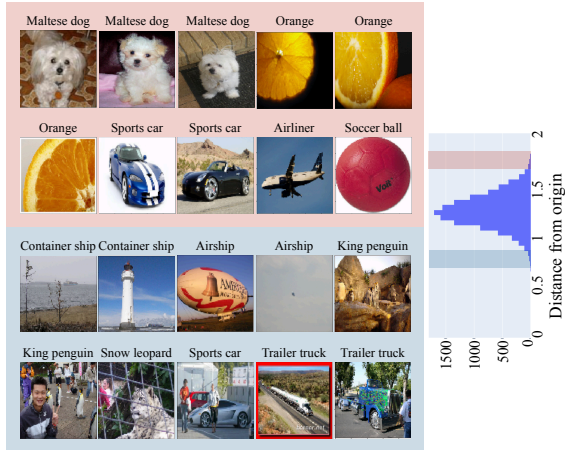 Maltese dog Maltese dog Maltese dog Orange Orange
Orange Sports car Sports car Airliner Soccer ball
Voit
Container ship Container ship Airship Airship King penguin
King penguin Snow leopard Sports car Trailer truck Trailer truck
0
0.5
1
1.5
2
Distance from origin
0
500
1000
1500